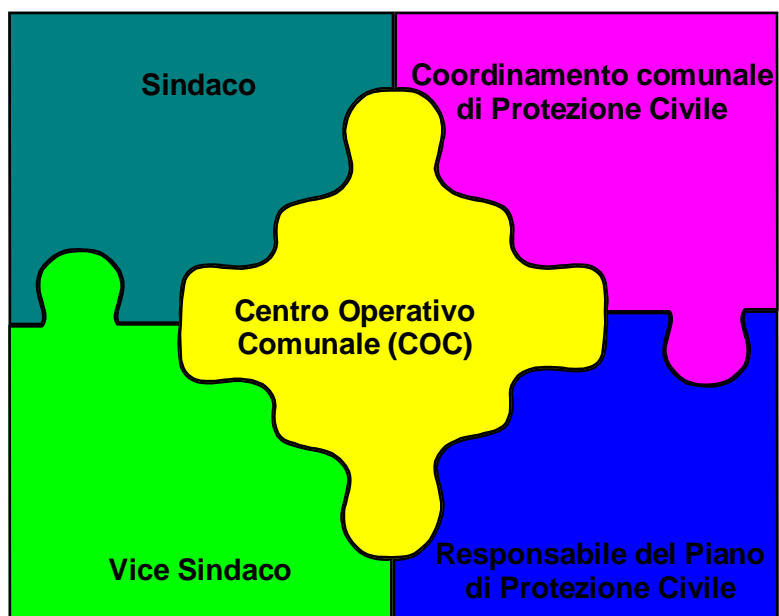 Sindaco
Coordinamento comunale
di Protezione Civile
Centro Operativo
Comunale (COC)
Vice Sindaco
Responsabile del Piano
di Protezione Civile